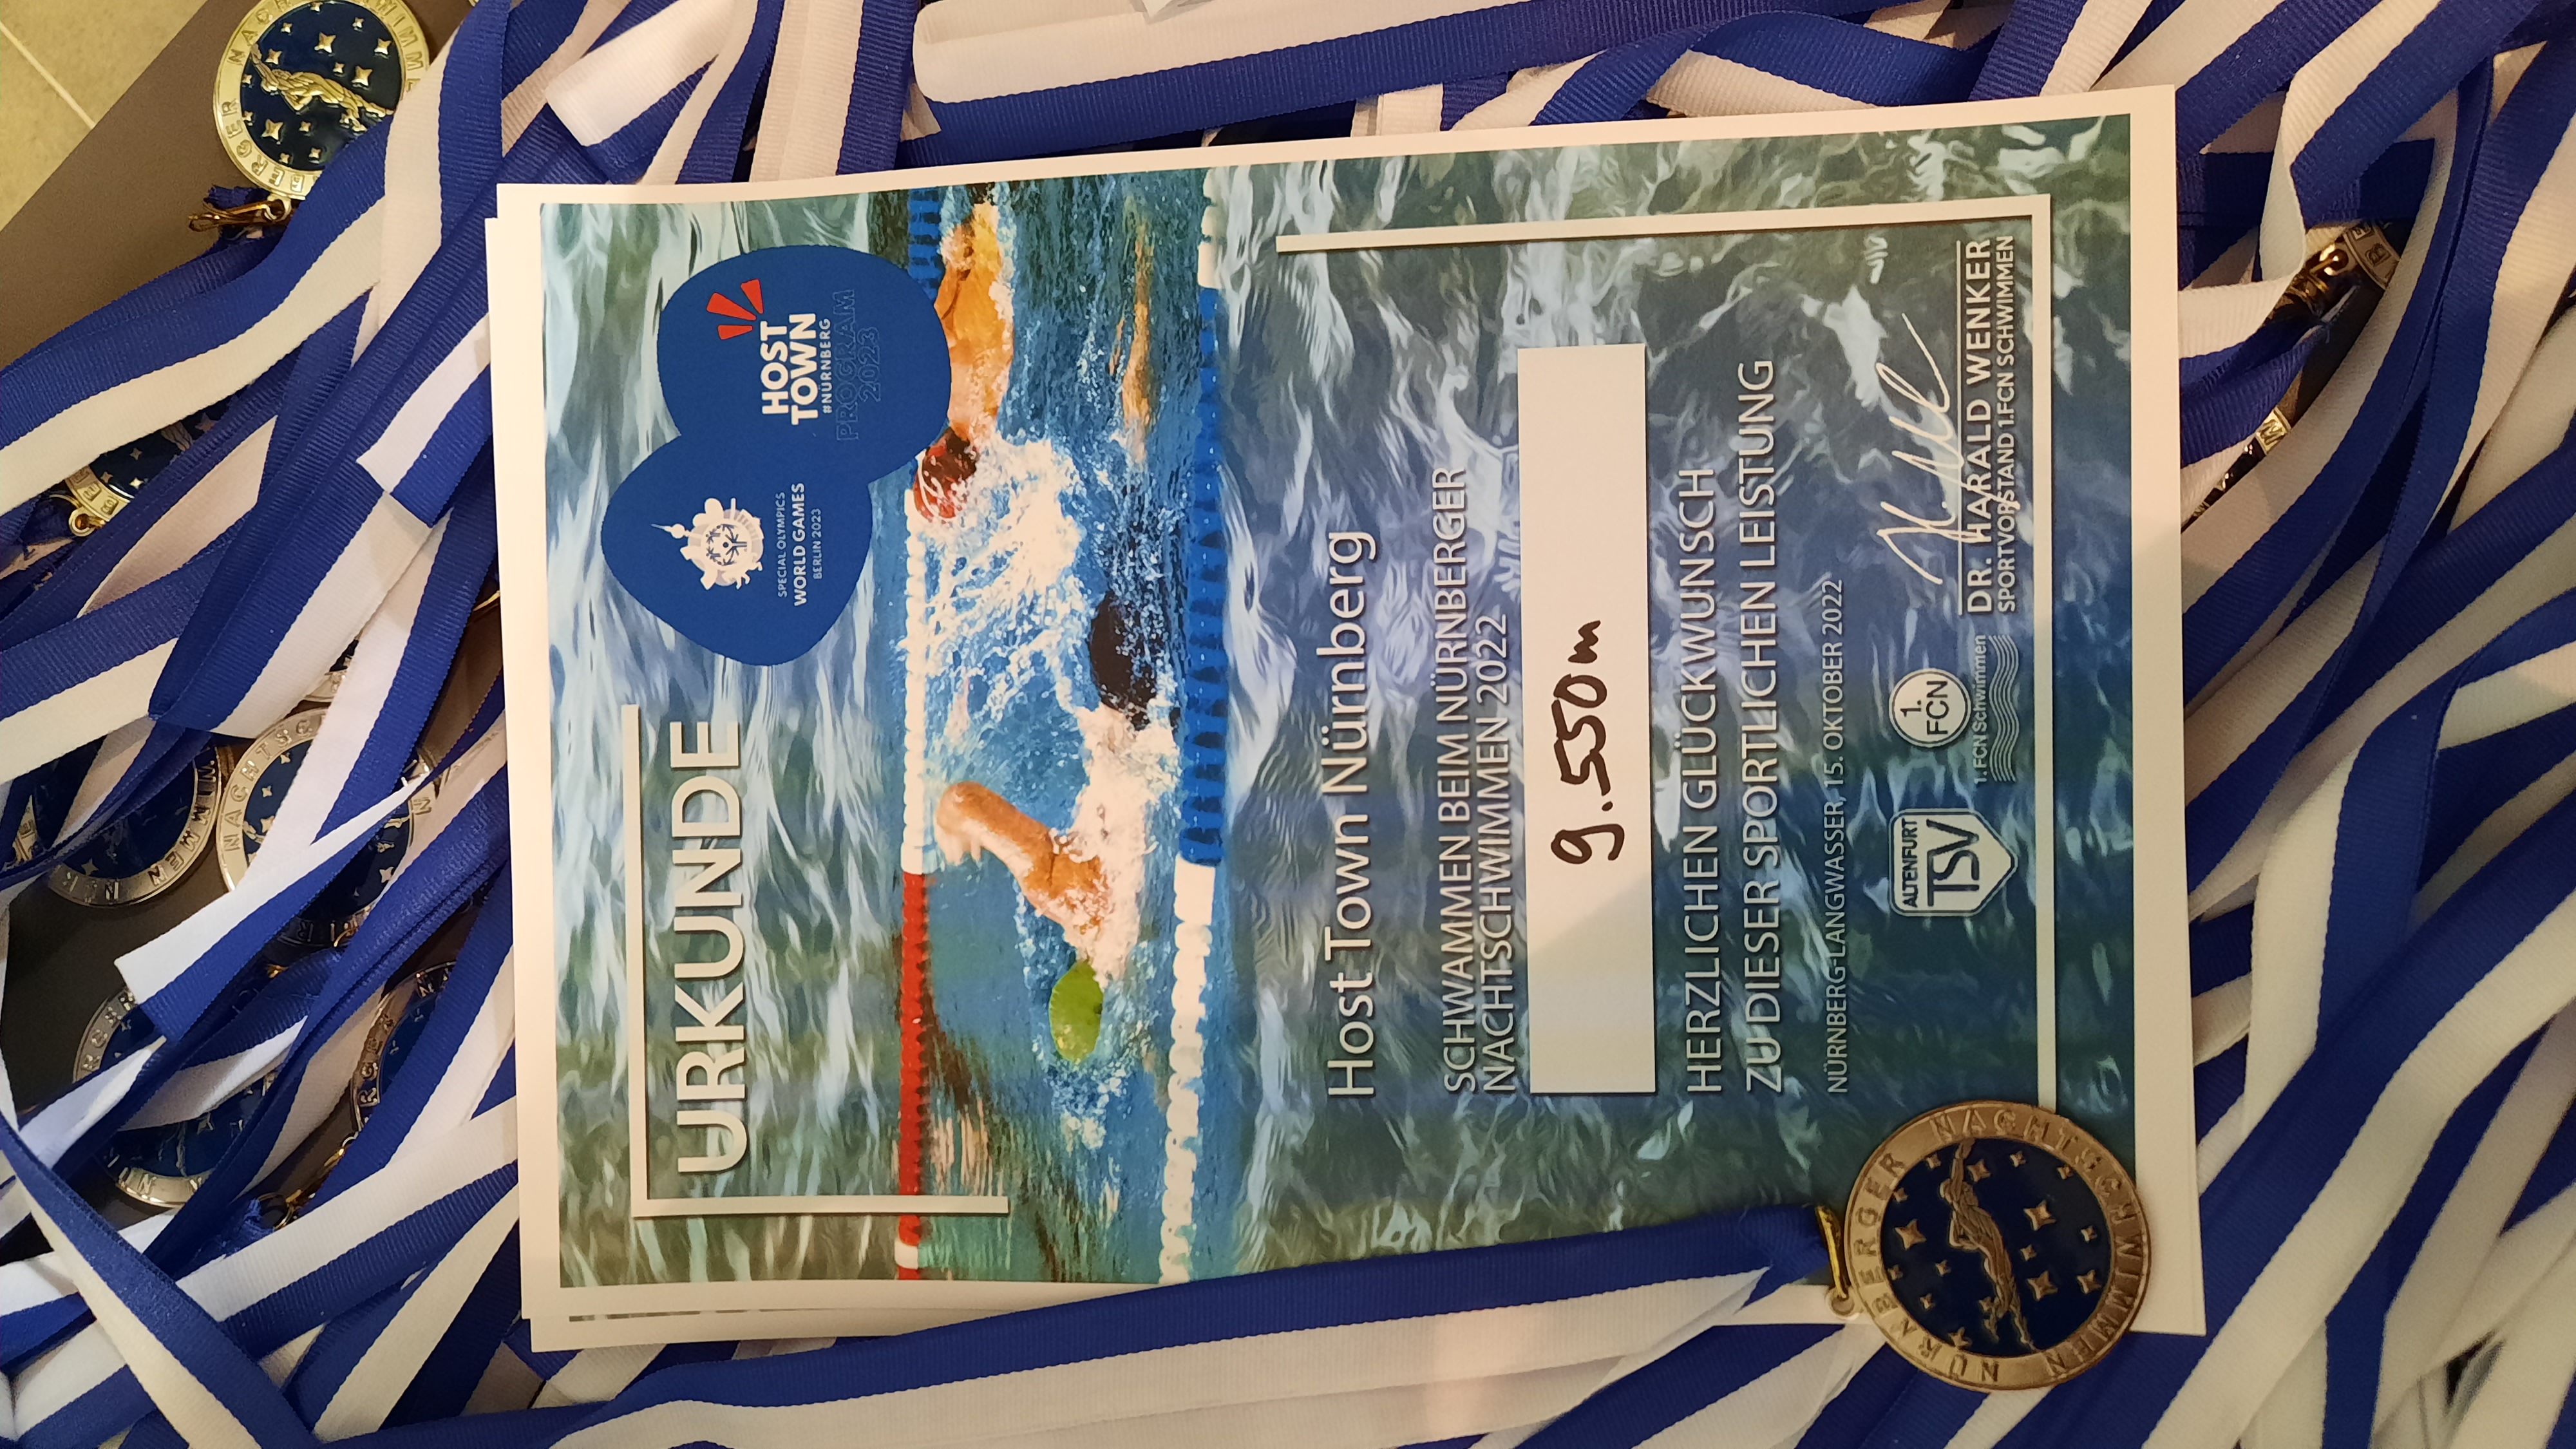 URKUNDE
SPECIAL OLYMPICS
WORLD GAMES
BERLIN 2023
HOST
TOWN
#NÜRNBERG
PROGRAM
2023
Host Town Nürnberg
SCHWAMMEN BEIM NÜRNBERGER
NACHTSCHWIMMEN 2022
9.550m
HERZLICHEN GLÜCKWUNSCH
ZU DIESER SPORTLICHEN LEISTUNG
NÜRNBERG-LANGWASSER, 15. OKTOBER 2022
ALTENFURT
TSV
1.
FCN
1. FCN Schwimmen
DR. HARALD WENKER
SPORTVORSTAND 1.FCN SCHWIMMEN
NÜRNBERGER NACHTSCHWIMMEN